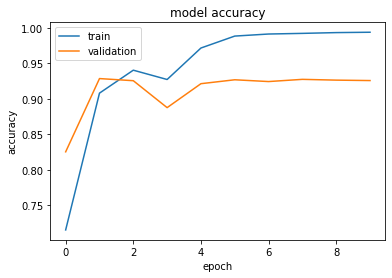 model accuracy
train
validation
1.00
0.95
0.90
0.85
0.80
0.75
accuracy
0 2 4 6 8
epoch